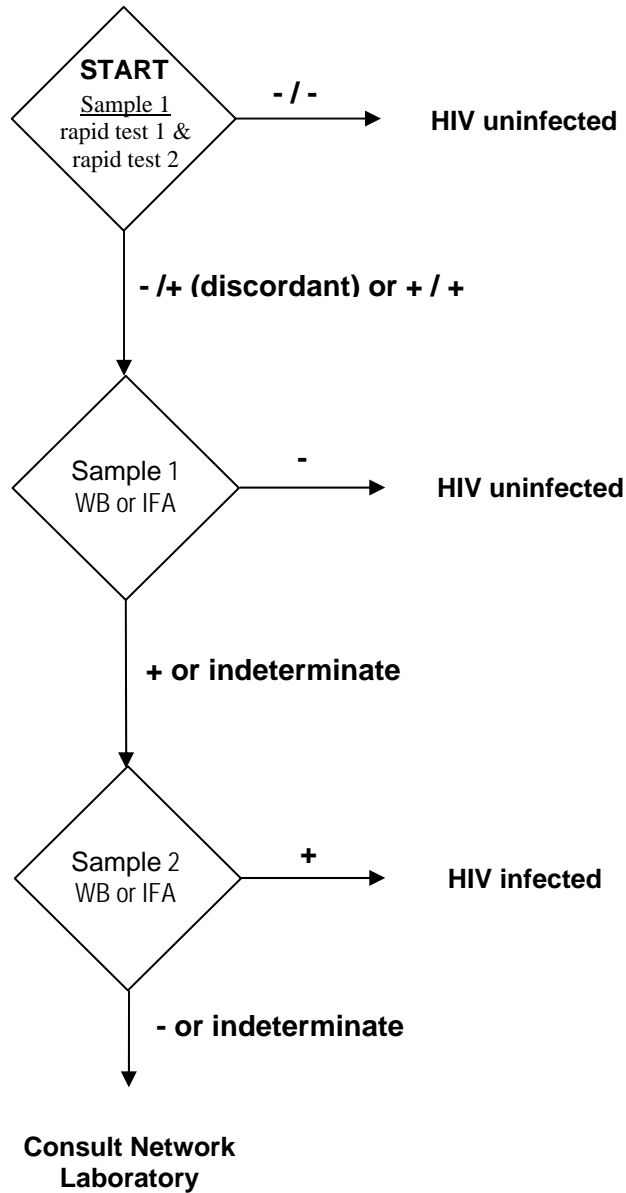 START
Sample 1
rapid test 1 &
rapid test 2
- / -
HIV uninfected
- /+ (discordant) or + / +
Sample 1
WB or IFA
-
HIV uninfected
+ or indeterminate
Sample 2
WB or IFA
+
HIV infected
- or indeterminate
Consult Network
Laboratory